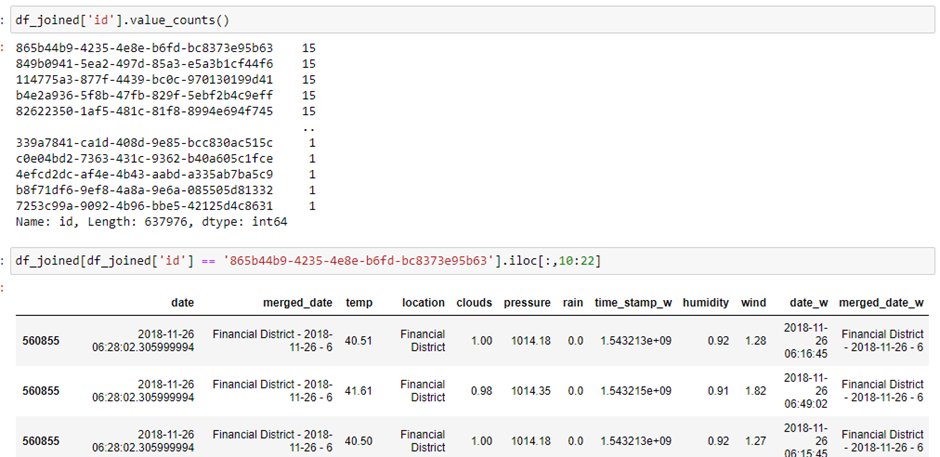 : df_joined['id'].value_counts()
: 865b44b9-4235-4e8e-b6fd-bc8373e95b63 15
849b0941-5ea2-497d-85a3-e5a3b1cf44f6 15
114775a3-877f-4439-bc0c-970130199d41 15
b4e2a936-5f8b-47fb-829f-5ebf2b4c9eff 15
82622350-1af5-481c-81f8-8994e694f745 15
..
339a7841-ca1d-408d-9e85-bcc830ac515c 1
c0e04bd2-7363-431c-9362-b40a605c1fce 1
4efcd2dc-af4e-4b43-aabd-a335ab7ba5c9 1
b8f71df6-9ef8-4a8a-9e6a-085505d81332 1
7253c99a-9092-4b96-bbe5-42125d4c8631 1
Name: id, Length: 637976, dtype: int64
: df_joined[df_joined['id'] == '865b44b9-4235-4e8e-b6fd-bc8373e95b63'].iloc[:,10:22]
:
date merged_date temp location clouds pressure rain time_stamp_w humidity wind date_w merged_date_w
2018-11-
2018-11-26 Financial District - 2018- Financial Financial District
560855 40.51 1.00 1014.18 0.0 1.543213e+09 0.92 1.28 26
06:28:02.305999994 11-26 - 6 District - 2018-11-26 - 6
06:16:45
2018-11-
2018-11-26 Financial District - 2018- Financial Financial District
560855 41.61 0.98 1014.35 0.0 1.543215e+09 0.91 1.82 26
06:28:02.305999994 11-26 - 6 District - 2018-11-26 - 6
06:49:02
2018-11-
2018-11-26 Financial District - 2018- Financial Financial District
560855 40.50 1.00 1014.18 0.0 1.543213e+09 0.92 1.27 26
06:28:02.305999994 11-26 - 6 District - 2018-11-26 - 6
06:15:45